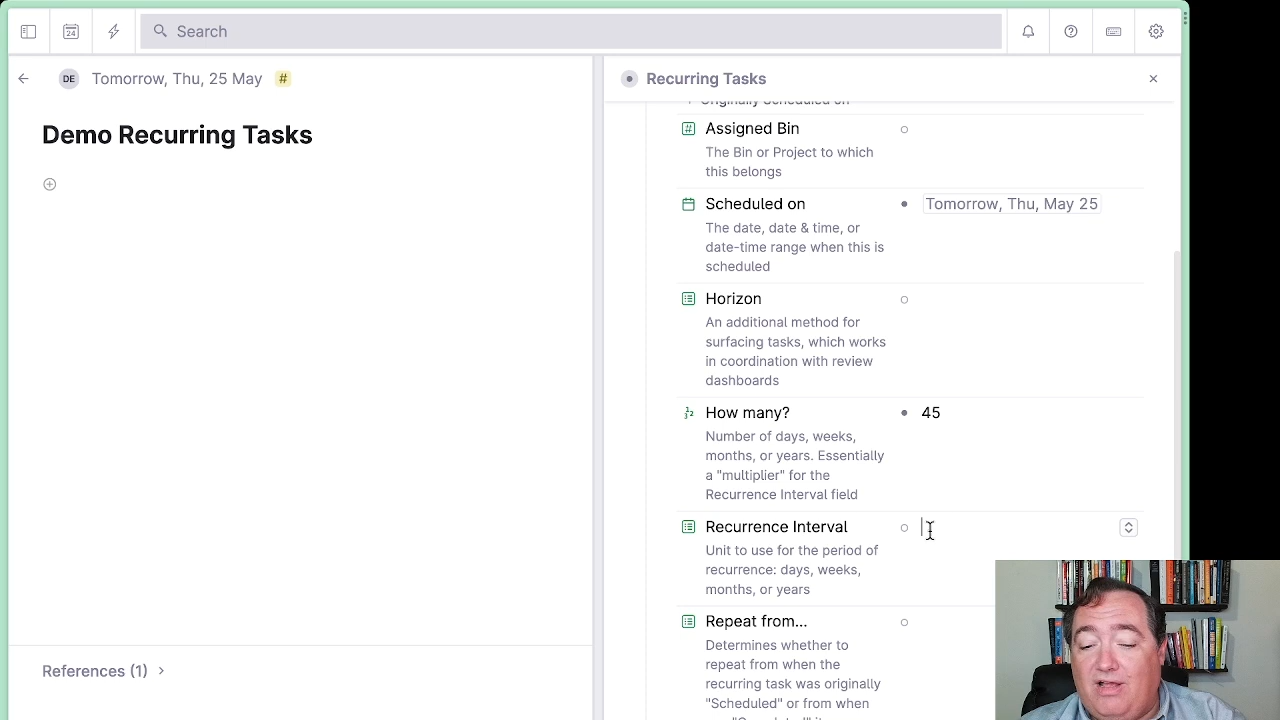 24
Search
DE
Tomorrow, Thu, 25 May
#
Recurring Tasks
Demo Recurring Tasks
Originally Scheduled on
Assigned Bin
The Bin or Project to which
this belongs
Scheduled on
Tomorrow, Thu, May 25
The date, date & time, or
date-time range when this is
scheduled
Horizon
An additional method for
surfacing tasks, which works
in coordination with review
dashboards
How many?
45
Number of days, weeks,
months, or years. Essentially
a "multiplier" for the
Recurrence Interval field
Recurrence Interval
Unit to use for the period of
recurrence: days, weeks,
months, or years
Repeat from...
Determines whether to
repeat from when the
recurring task was originally
"Scheduled" or from when
References (1)